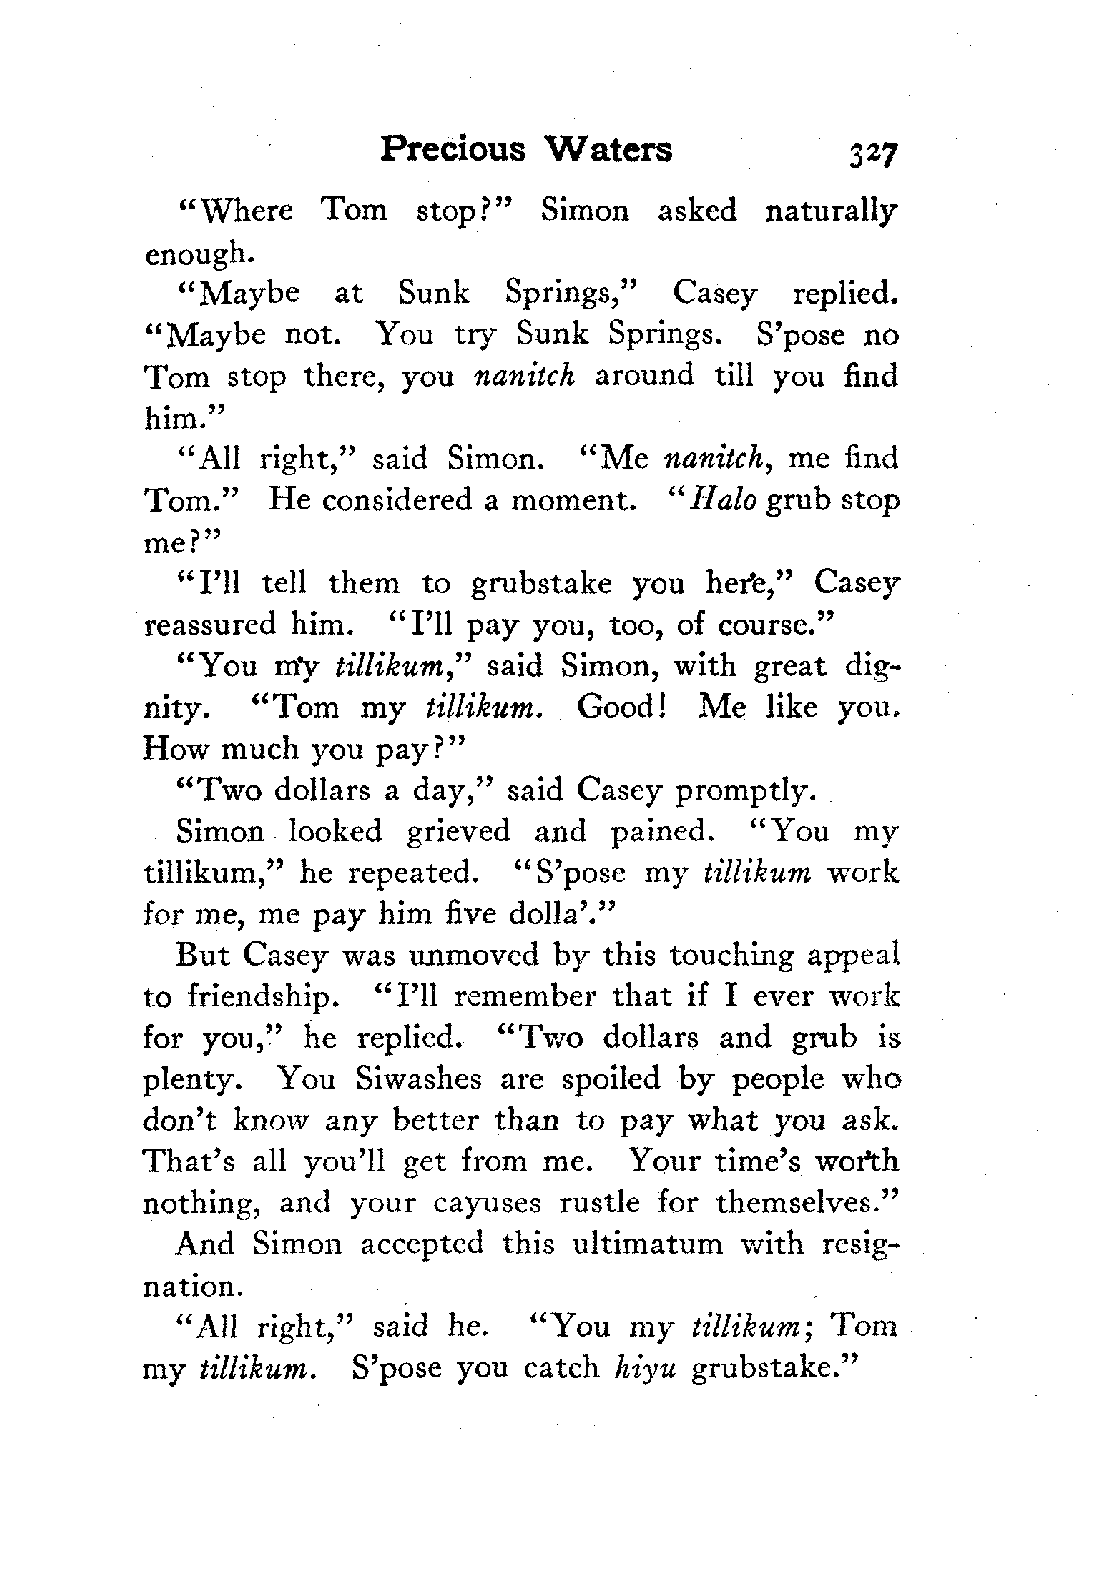 Precious Waters 327
“Where Tom stop?” Simon asked naturally
enough.
“Maybe at Sunk Springs,” Casey replied.
“Maybe not. You try Sunk Springs. S’pose no
Tom stop there, you nanitch around till you find
him.”
“All right,” said Simon. “Me nanitch, me find
Tom.” He considered a moment. “Halo grub stop
me?”
“I’ll tell them to grubstake you here,” Casey
reassured him. “I’ll pay you, too, of course.”
“You my tillikum,” said Simon, with great dig-
nity. “Tom my tillikum. Good! Me like you.
How much you pay?”
“Two dollars a day,” said Casey promptly.
Simon looked grieved and pained. “You my
tillikum,” he repeated. “S’pose my tillikum work
for me, me pay him five dolla’.”
But Casey was unmoved by this touching appeal
to friendship. “I’ll remember that if I ever work
for you,” he replied. “Two dollars and grub is
plenty. You Siwashes are spoiled by people who
don’t know any better than to pay what you ask.
That’s all you’ll get from me. Your time’s worth
nothing, and your cayuses rustle for themselves.”
And Simon accepted this ultimatum with resig-
nation.
“All right,” said he. “You my tillikum; Tom
my tillikum. S’pose you catch hiyu grubstake.”